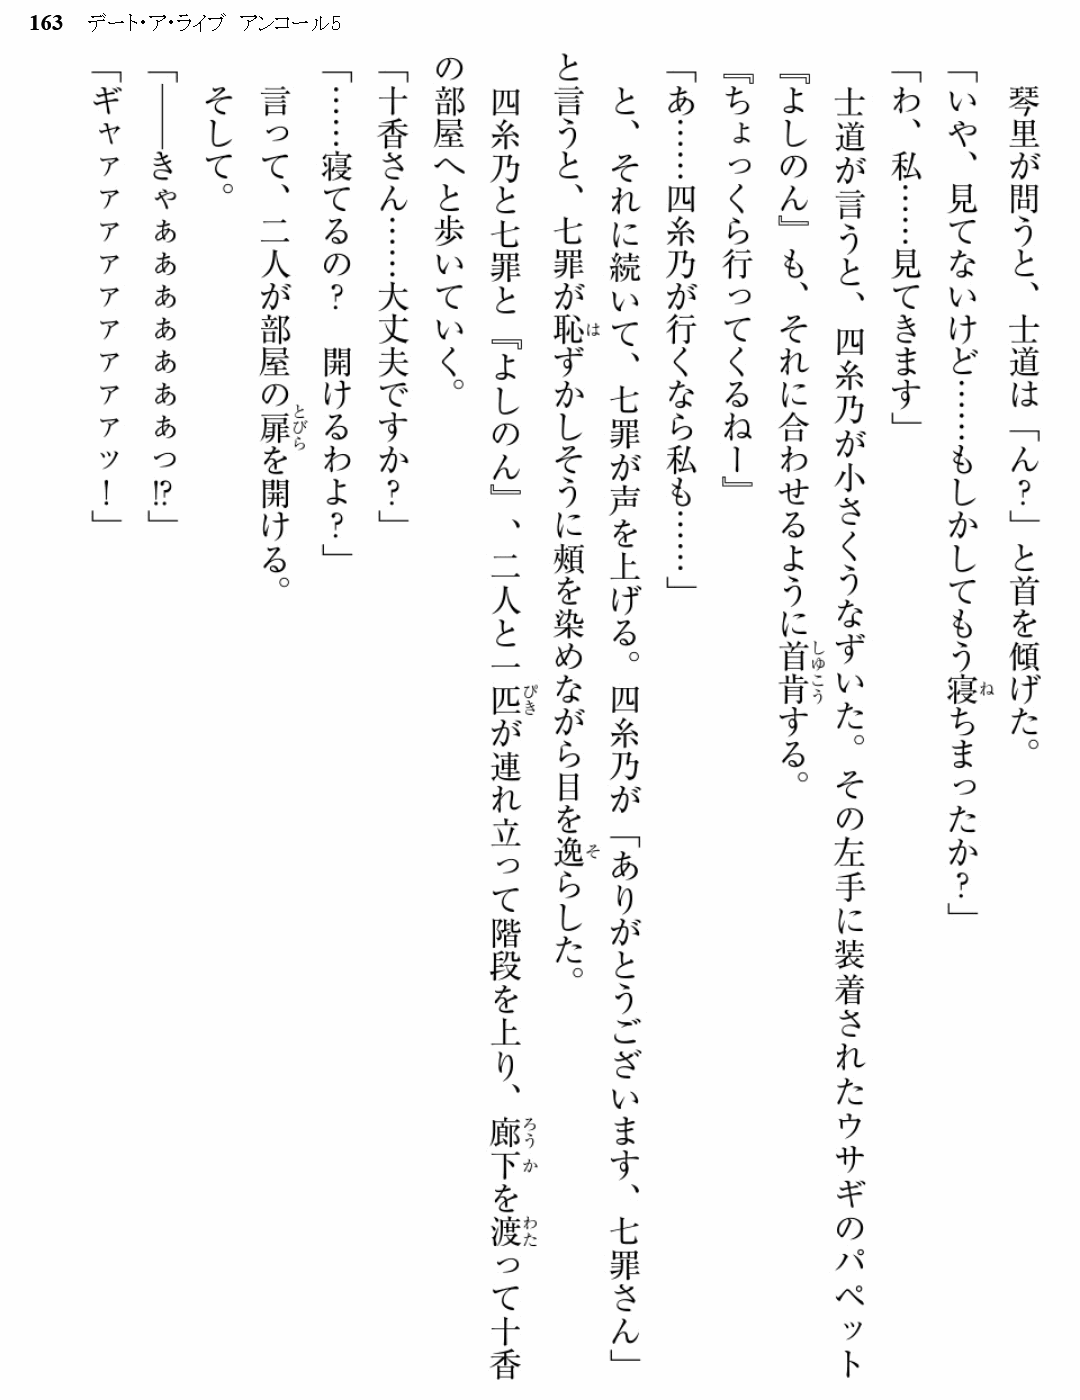 163 デート・ア・ライブ アンコール5
琴里が問うと、士道は「ん？」と首を傾げた。
「いや、見てないけど……もしかしてもう寝ちまったか？」
「わ、私……見てきます」
士道が言うと、四糸乃が小さくうなずいた。その左手に装着されたウサギのパペット
『よしのん』も、それに合わせるように首肯する。
『ちょっくら行ってくるねー』
「あ……四糸乃が行くなら私も……」
と、それに続いて、七罪が声を上げる。四糸乃が「ありがとうございます、七罪さん」
と言うと、七罪が恥ずかしそうに頰を染めながら目を逸らした。
四糸乃と七罪と『よしのん』、二人と一匹が連れ立って階段を上り、廊下を渡って十香
の部屋へと歩いていく。
「十香さん……大丈夫ですか？」
「……寝てるの？　開けるわよ？」
言って、二人が部屋の扉を開ける。
そして。
「――きゃぁぁぁぁぁぁぁっ!?」
「ギャァァァァァァァァァァッ！」